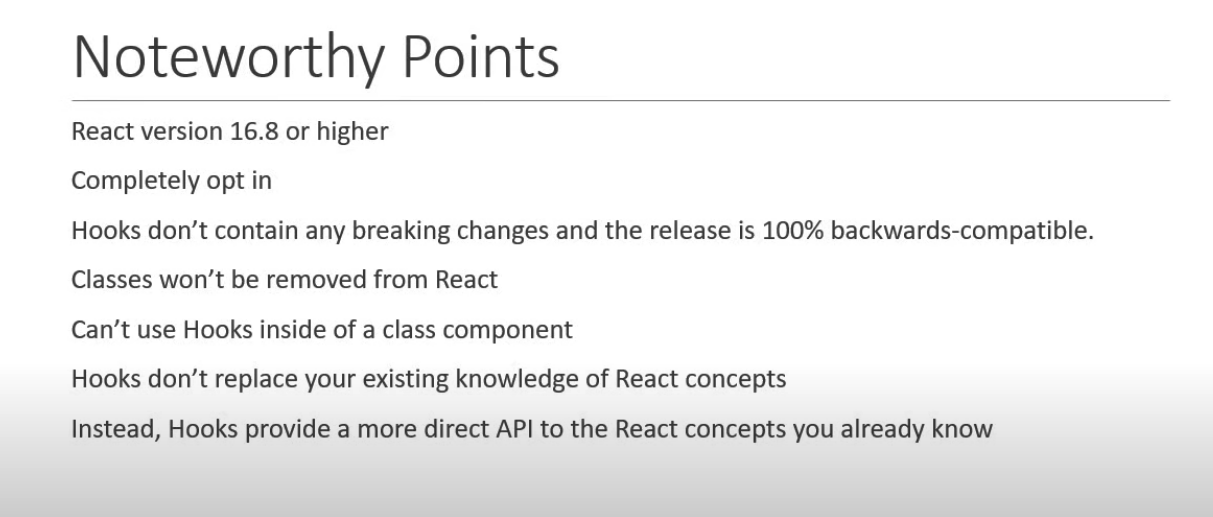 Noteworthy Points
React version 16.8 or higher
Completely opt in
Hooks don’t contain any breaking changes and the release is 100% backwards-compatible.
Classes won’t be removed from React
Can’t use Hooks inside of a class component
Hooks don’t replace your existing knowledge of React concepts
Instead, Hooks provide a more direct API to the React concepts you already know